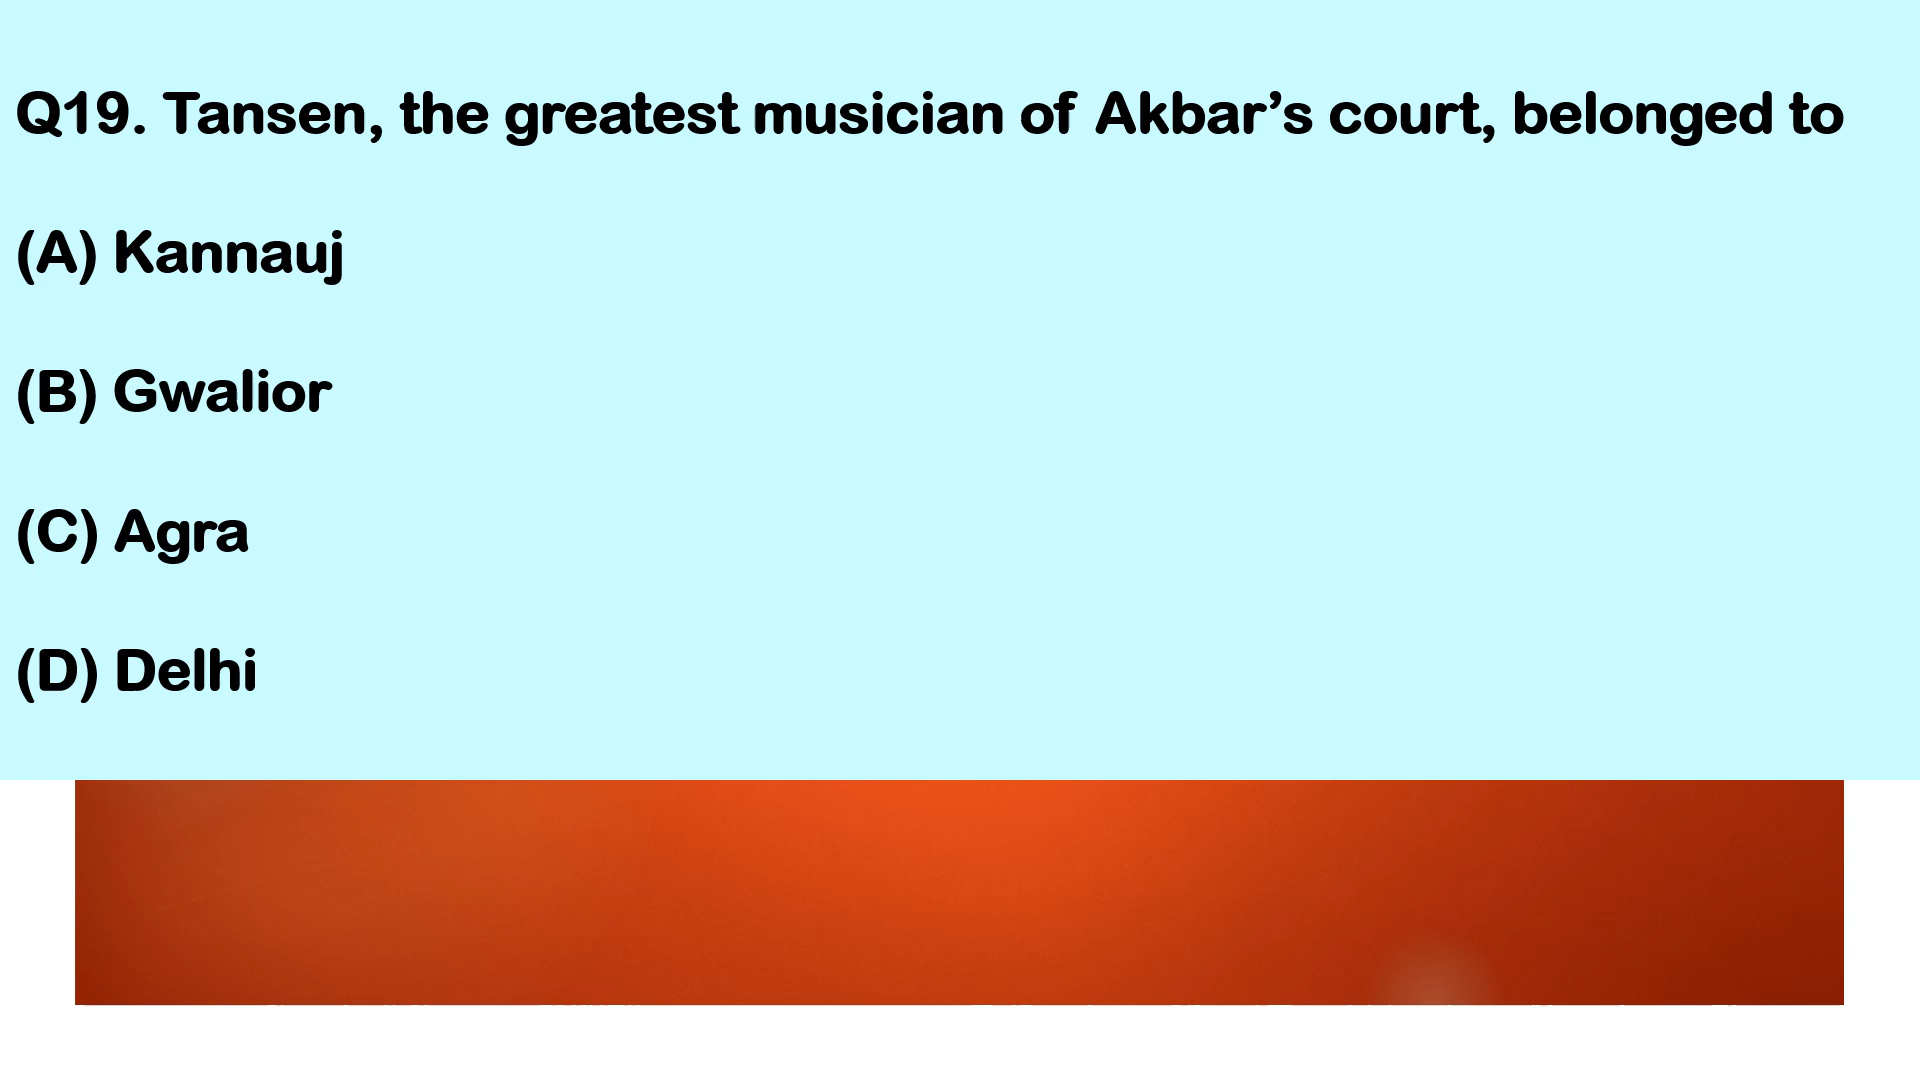 Q19. Tansen, the greatest musician of Akbar’s court, belonged to
(A) Kannauj
(B) Gwalior
(C) Agra
(D) Delhi